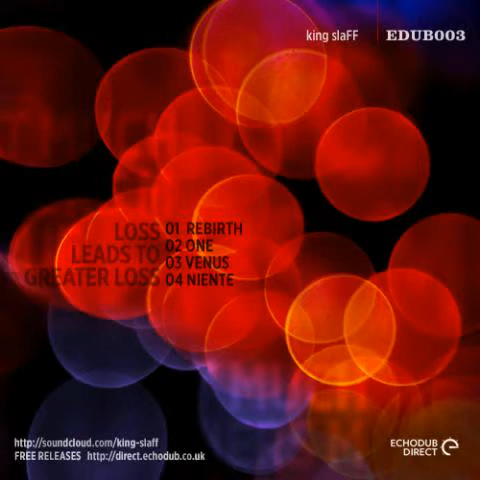 king slaFF EDUB003
LOSS
LEADS TO
GREATER LOSS
01 REBIRTH
02 ONE
03 VENUS
04 NIENTE
http://soundcloud.com/king-slaff
FREE RELEASES http://direct.echodub.co.uk
ECHODUB
DIRECT